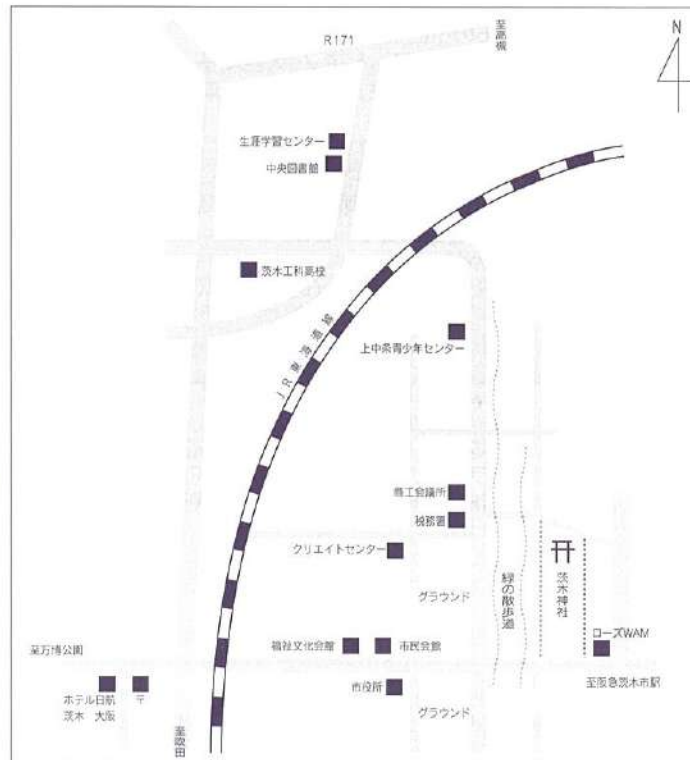 R171
至高槻
N
生涯学習センター
中央図書館
茨木工科高校
JR東海道線
上中条青少年センター
商工会議所
税務署
クリエイトセンター
グラウンド
緑の散歩道
茨木神社
ローズWAM
福祉文化会館
市民会館
至万博公園
ホテル日航
茨木 大阪
〒
市役所
グラウンド
至阪急茨木市駅
至吹田